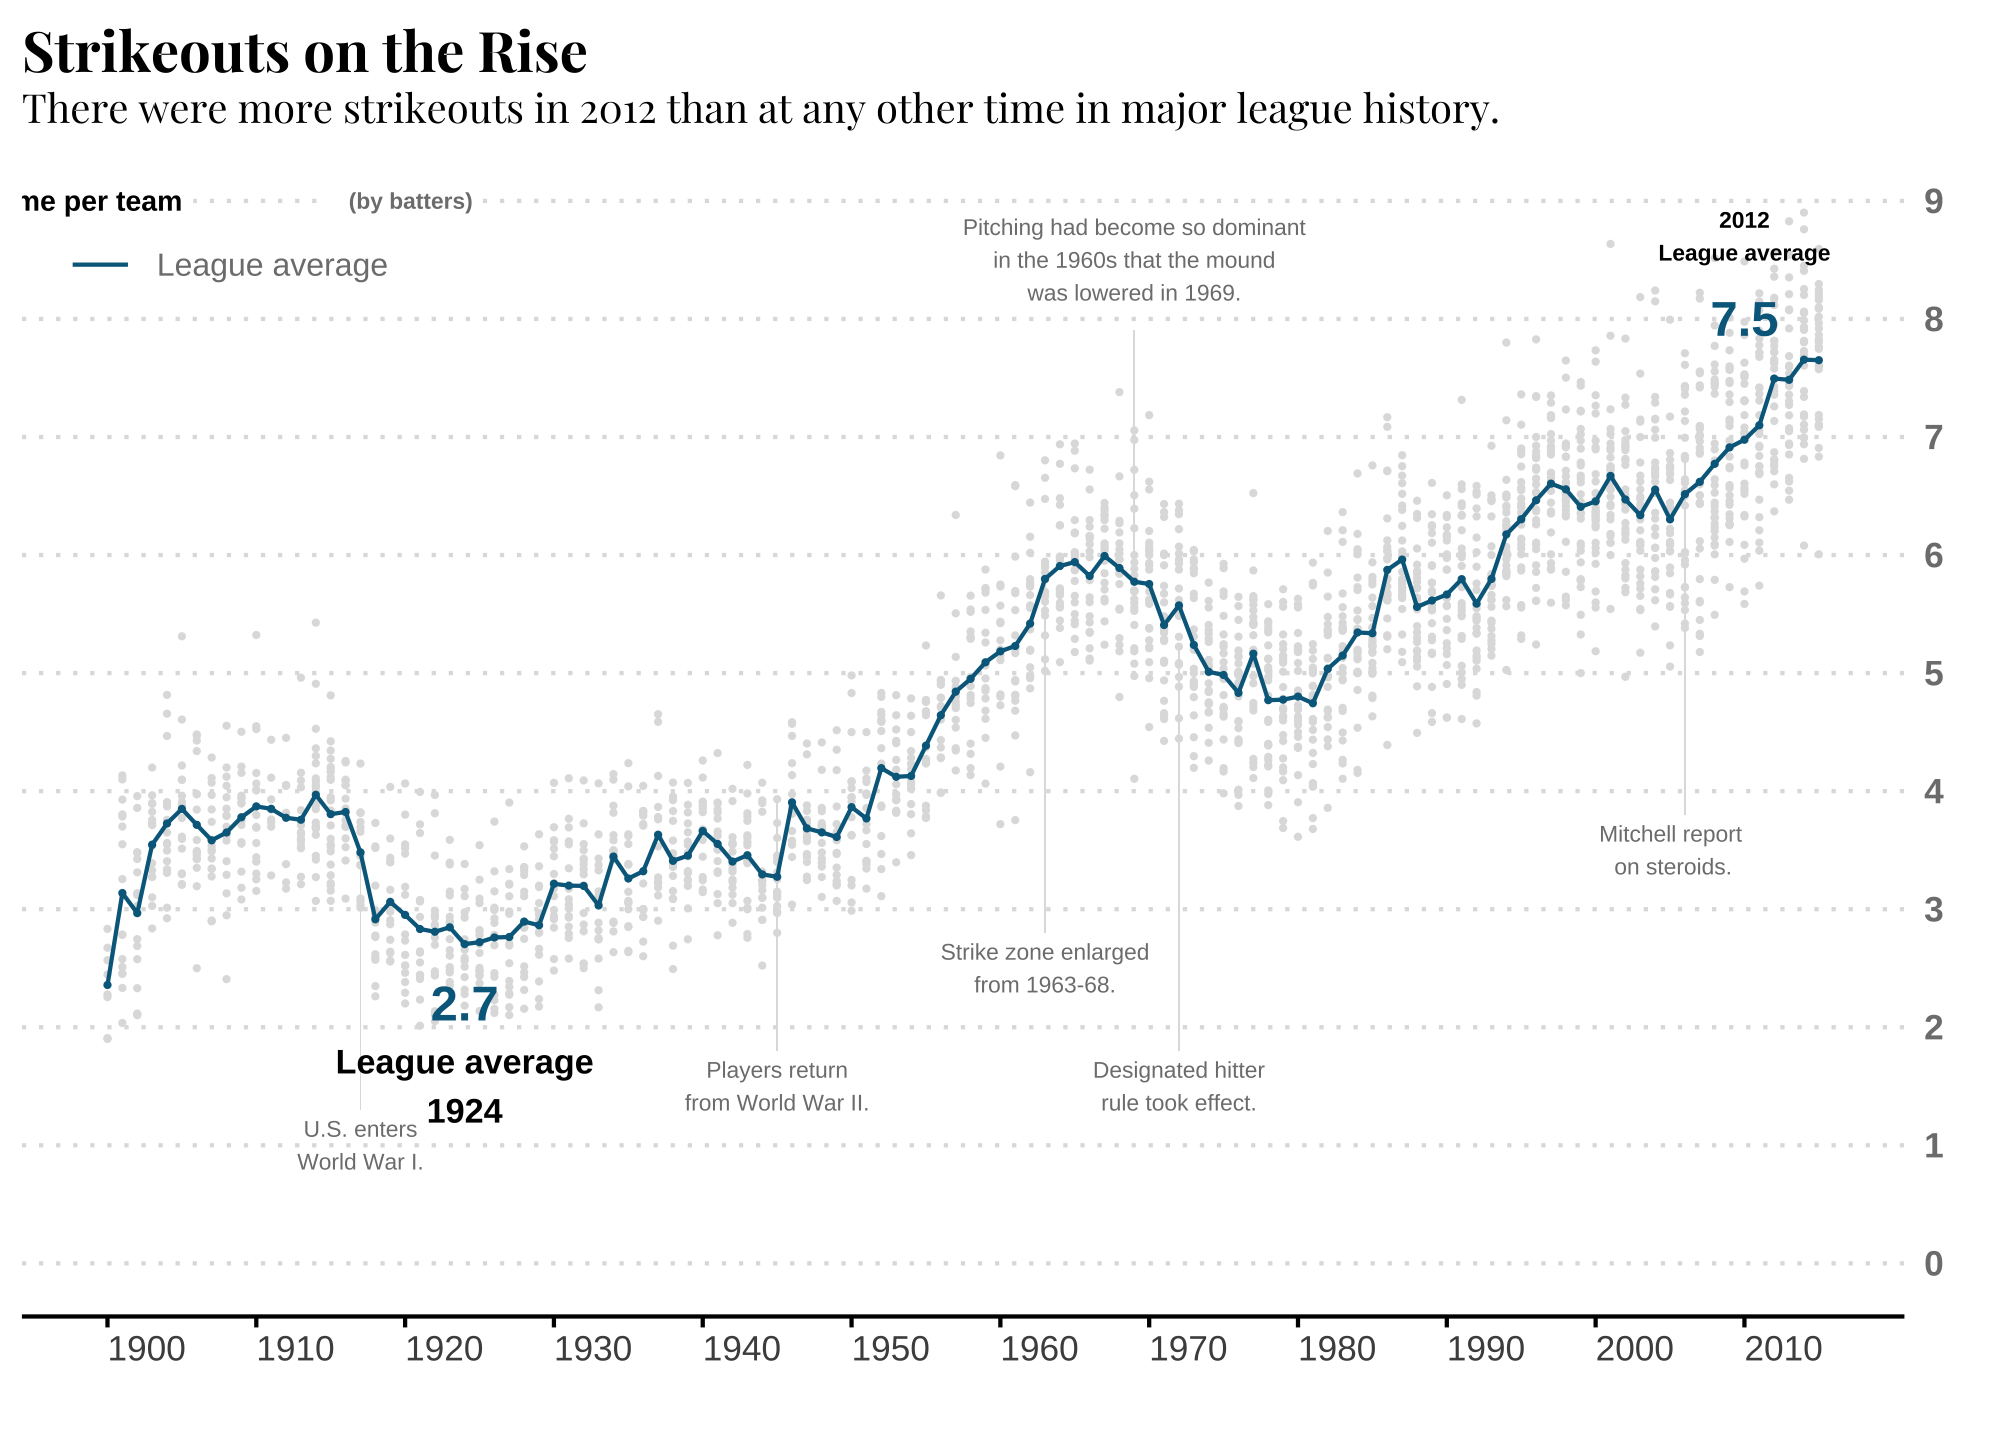 Strikeouts on the Rise
There were more strikeouts in 2012 than at any other time in major league history.
me per team (by batters)
League average
Pitching had become so dominant
in the 1960s that the mound
was lowered in 1969.
2012
League average
7.5
9
8
7
6
5
4
3
2
1
0
Mitchell report
on steroids.
Strike zone enlarged
from 1963-68.
2.7
League average
1924
U.S. enters
World War I.
Players return
from World War II.
Designated hitter
rule took effect.
1900 1910 1920 1930 1940 1950 1960 1970 1980 1990 2000 2010